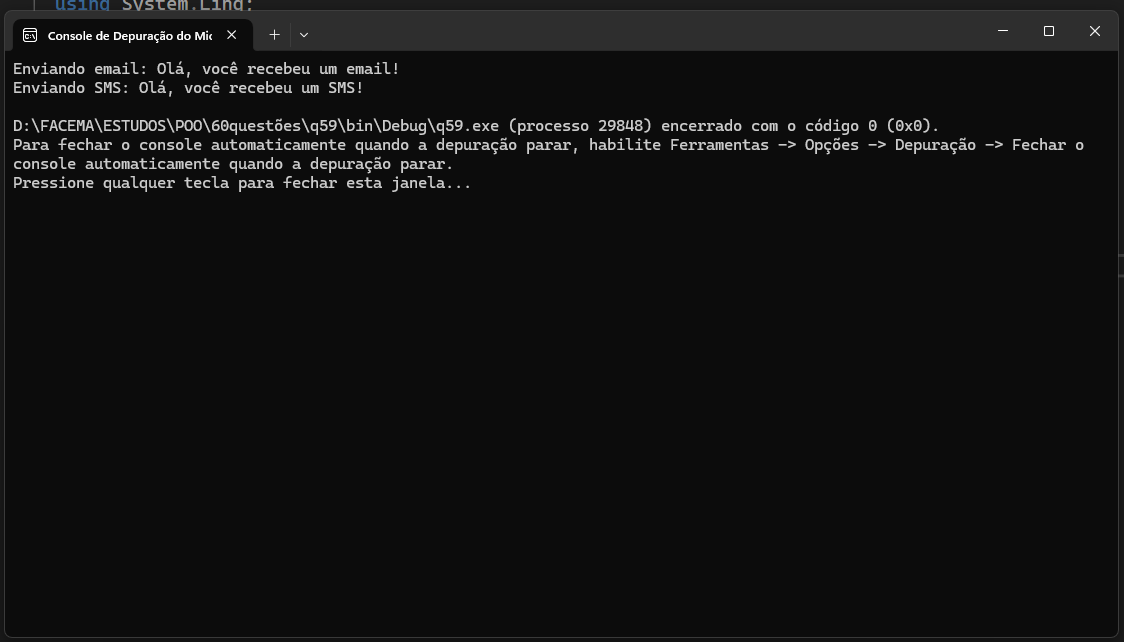 using System.Linq;
Console de Depuração do Mic
Enviando email: Olá, você recebeu um email!
Enviando SMS: Olá, você recebeu um SMS!
D:\FACEMA\ESTUDOS\POO\60questões\q59\bin\Debug\q59.exe (processo 29848) encerrado com o código 0 (0x0).
Para fechar o console automaticamente quando a depuração parar, habilite Ferramentas -> Opções -> Depuração -> Fechar o
console automaticamente quando a depuração parar.
Pressione qualquer tecla para fechar esta janela...